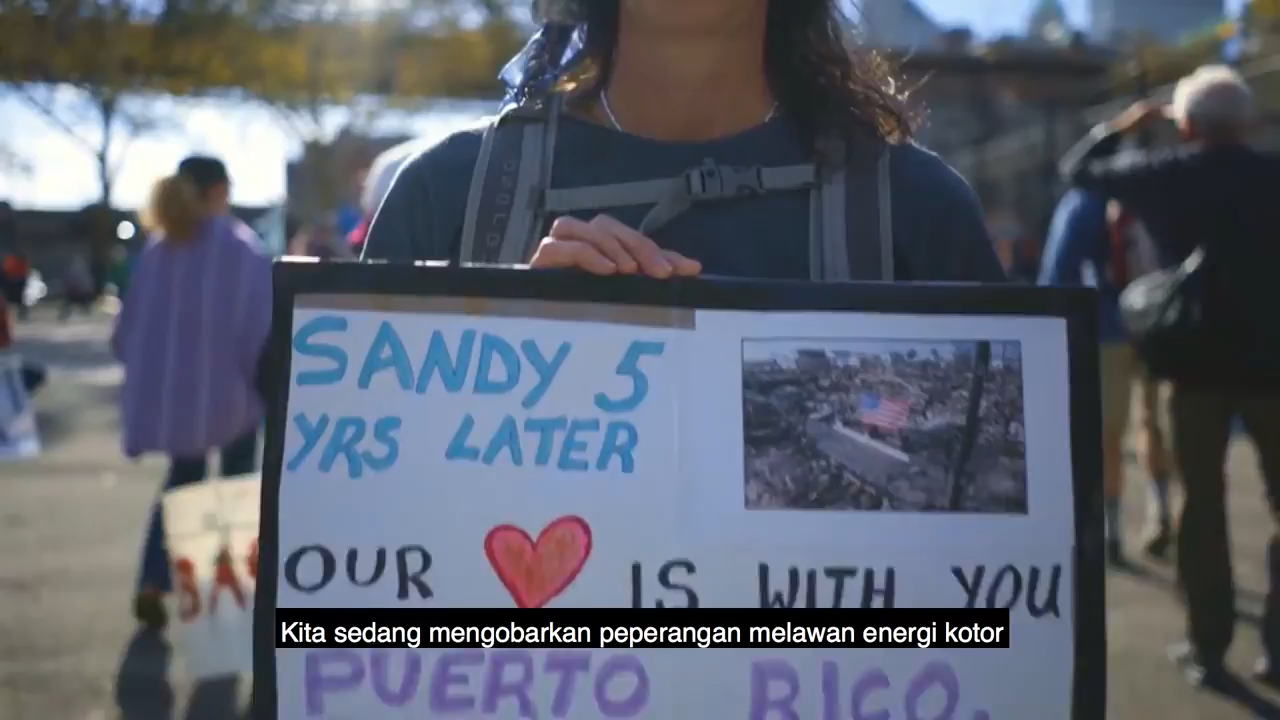 SANDY 5
YRS LATER
OUR ❤ IS WITH YOU
Kita sedang mengobarkan peperangan melawan energi kotor
PUERTO RICO.